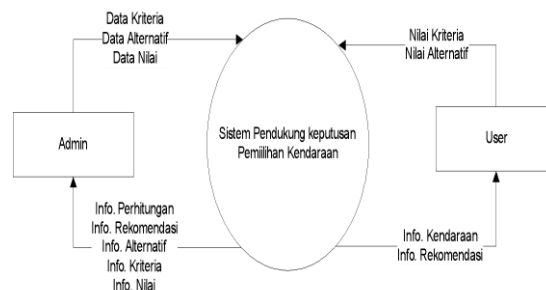 Data Kriteria
Data Alternatif
Data Nilai
Nilai Kriteria
Nilai Alternatif
Admin
Sistem Pendukung keputusan
Pemiilihan Kendaraan
User
Info. Perhitungan
Info. Rekomendasi
Info. Alternatif
Info. Kriteria
Info. Nilai
Info. Kendaraan
Info. Rekomendasi